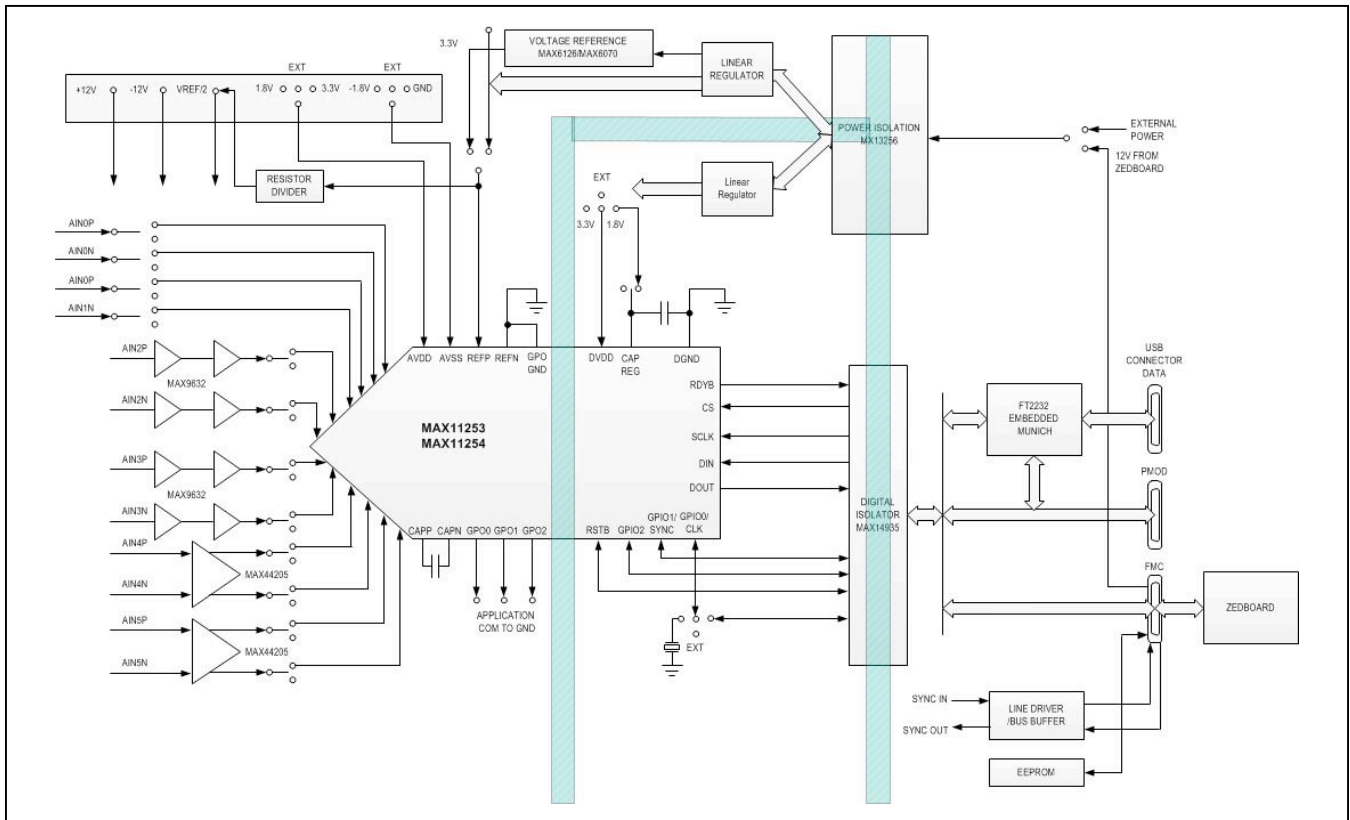 3.3V
VOLTAGE REFERENCE
MAX6126/MAX6070
LINEAR
REGULATOR
EXT
EXT
+12V
-12V
VREF/2
1.8V
3.3V
-1.8V
GND
POWER ISOLATION
MX13256
EXTERNAL
POWER
12V FROM
ZEDBOARD
RESISTOR
DIVIDER
EXT
Linear
Regulator
3.3V
1.8V
AIN0P
AIN0N
AIN0P
AIN1N
AIN2P
MAX9632
AIN2N
AIN3P
MAX9632
AIN3N
AIN4P
MAX44205
AIN4N
AIN5P
MAX44205
AIN5N
AVDD
AVSS
REFP
REFN
GPO
GND
DVDD
CAP
REG
DGND
MAX11253
MAX11254
RDYB
CS
SCLK
DIN
DOUT
CAPP
CAPN
GPO0
GPO1
GPO2
RSTB
GPIO2
GPIO1/
SYNC
GPIO0/
CLK
APPLICATION
COM TO GND
EXT
DIGITAL
ISOLATOR
MAX14935
FT2232
EMBEDDED
MUNICH
USB
CONNECTOR
DATA
PMOD
FMC
ZEDBOARD
SYNC IN
SYNC OUT
LINE DRIVER
/BUS BUFFER
EEPROM